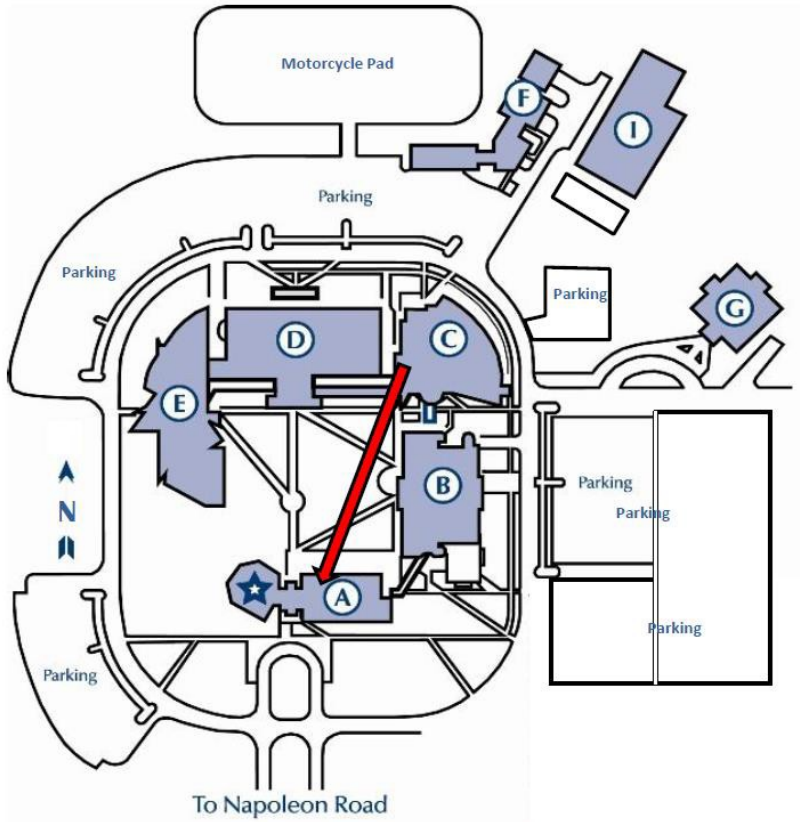 Motorcycle Pad
F
I
Parking
Parking
Parking
G
D
C
E
B
Parking
Parking
N
A
Parking
Parking
To Napoleon Road